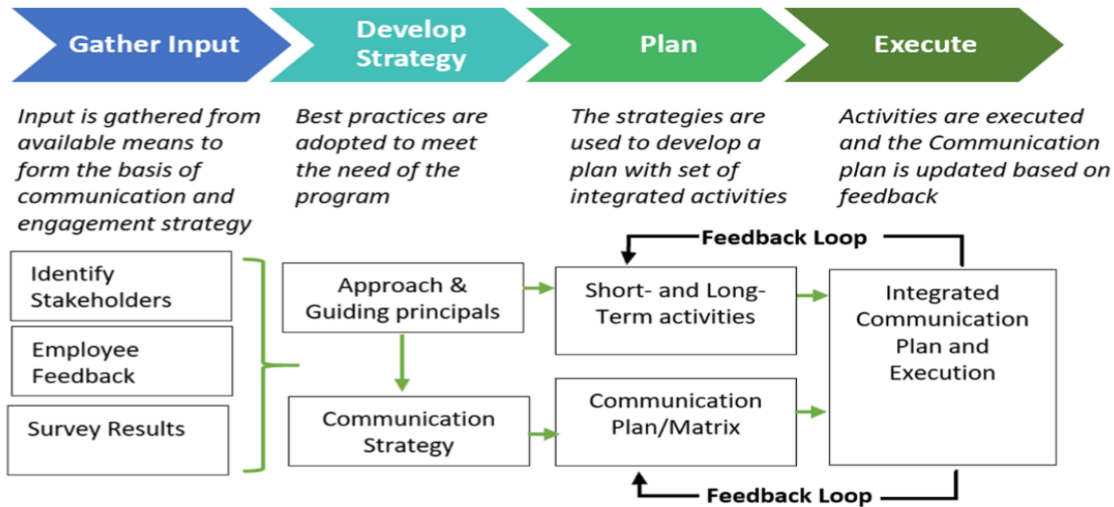 Gather Input
Develop
Strategy
Plan
Execute
Input is gathered from
available means to
form the basis of
communication and
engagement strategy
Best practices are
adopted to meet
the need of the
program
The strategies are
used to develop a
plan with set of
integrated activities
Activities are executed
and the Communication
plan is updated based on
feedback
Feedback Loop
Identify
Stakeholders
Employee
Feedback
Survey Results
Approach &
Guiding principals
Communication
Strategy
Short- and Long-
Term activities
Communication
Plan/Matrix
Integrated
Communication
Plan and
Execution
Feedback Loop